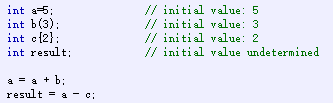 int a=5;               // initial value: 5
int b(3);              // initial value: 3
int c{2};              // initial value: 2
int result;            // initial value undetermined
a = a + b;
result = a - c;